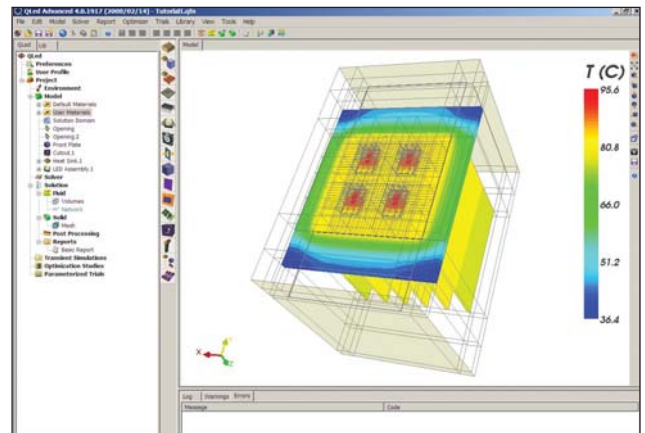 QLed Advanced 4.0.1917 (2008/02/14) - Tutorial1.qlm
File Edit Model Solver Report Optimizer Trials Library View Tools Help
QLed LIB
Model
QLed
Preferences
User Profile
Project
Environment
Model
Default Materials
User Materials
Solution Domain
Opening
Opening.2
Front Plate
Cutout.1
Heat Sink.1
LED Assembly.1
Solver
Solution
Fluid
Volumes
Network
Solid
Mesh
Post Processing
Reports
Basic Report
Transient Simulations
Optimization Studies
Parameterized Trials
T (C)
95.6
80.8
66.0
51.2
36.4
X Y Z
Log Warnings Errors
Message Code